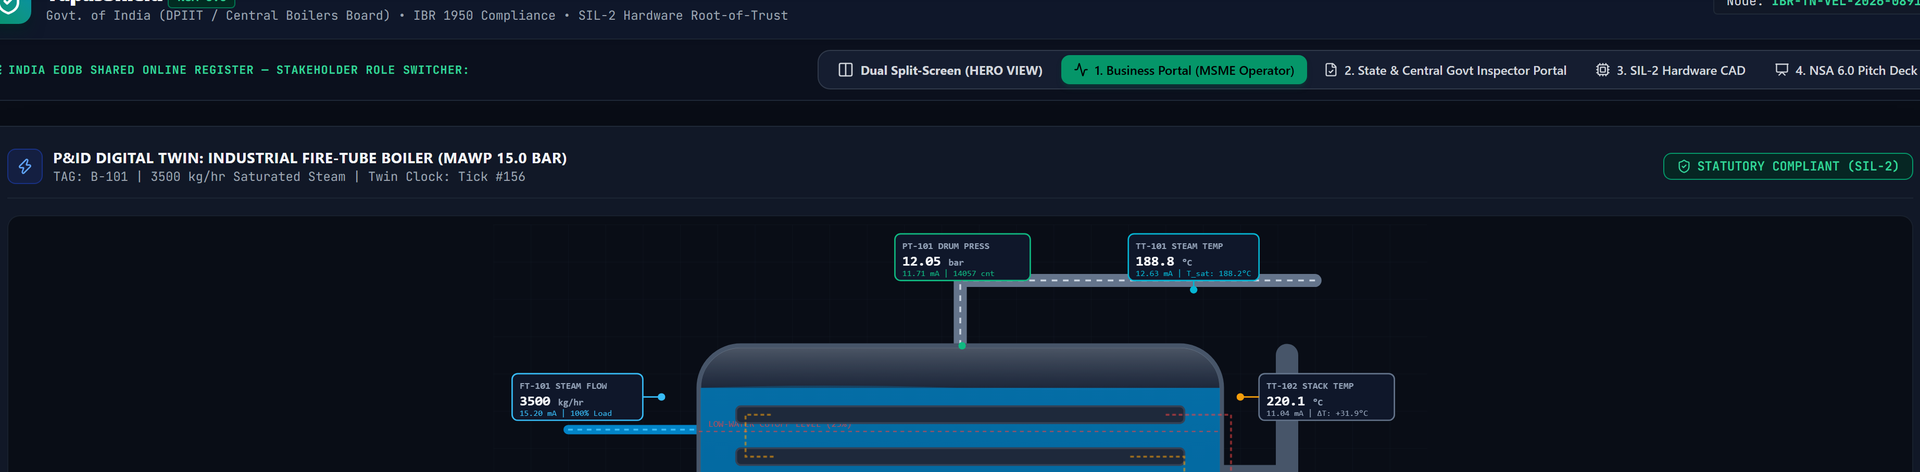 Govt. of India (DPIIT / Central Boilers Board) • IBR 1950 Compliance • SIL-2 Hardware Root-of-Trust
Node: IBR-TN-VEL-2026-0891
INDIA EODB SHARED ONLINE REGISTER — STAKEHOLDER ROLE SWITCHER:
Dual Split-Screen (HERO VIEW)
1. Business Portal (MSME Operator)
2. State & Central Govt Inspector Portal
3. SIL-2 Hardware CAD
4. NSA 6.0 Pitch Deck
P&ID DIGITAL TWIN: INDUSTRIAL FIRE-TUBE BOILER (MAWP 15.0 BAR)
TAG: B-101 | 3500 kg/hr Saturated Steam | Twin Clock: Tick #156
STATUTORY COMPLIANT (SIL-2)
PT-101 DRUM PRESS
12.05 bar
11.71 mA | 14057 cnt
TT-101 STEAM TEMP
188.8 °C
12.63 mA | T_sat: 188.2°C
FT-101 STEAM FLOW
3500 kg/hr
15.20 mA | 100% Load
TT-102 STACK TEMP
220.1 °C
11.04 mA | ΔT: +31.9°C